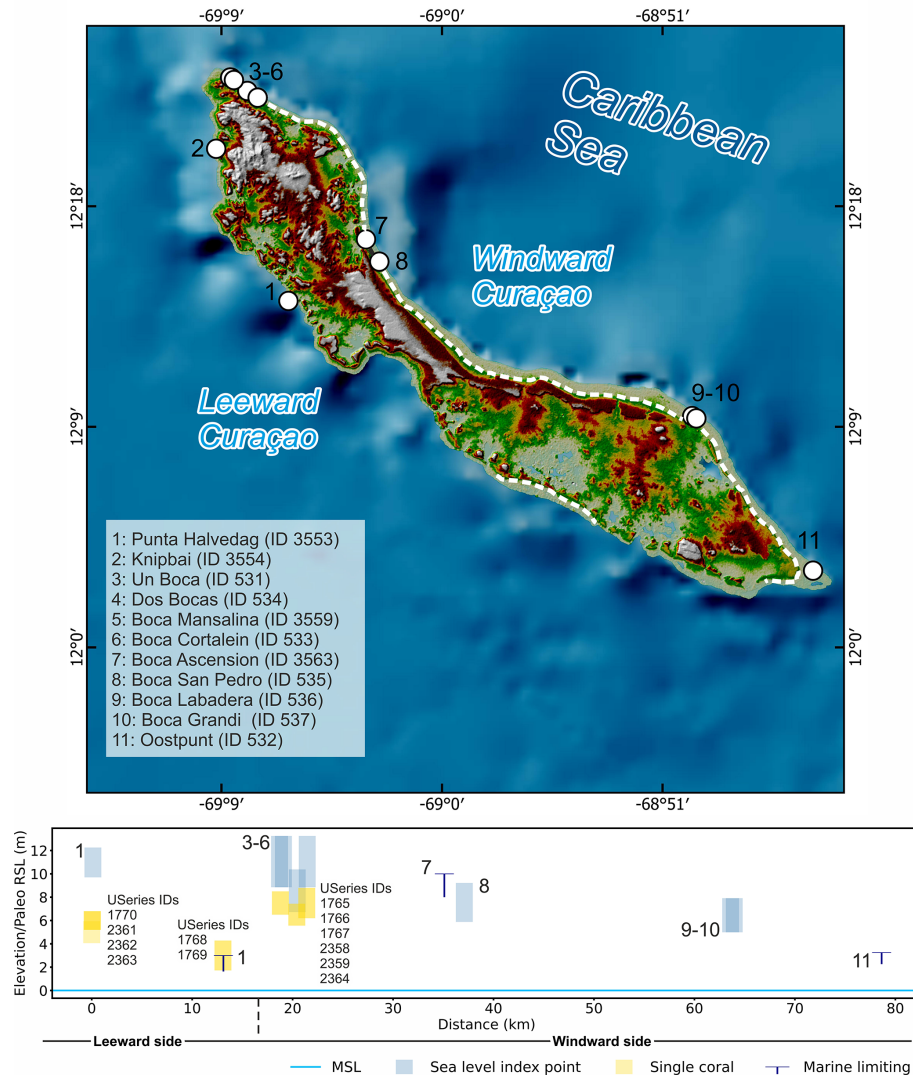 -69°9′
-69°0′
-68°51′
3-6
Caribbean
Sea
2
12°18′
12°18′
7
8
Windward
Curaçao
1
Leeward
Curaçao
9-10
12°9′
12°9′
11
1: Punta Halvedag (ID 3553)
2: Knipbai (ID 3554)
3: Un Boca (ID 531)
4: Dos Bocas (ID 534)
5: Boca Mansalina (ID 3559)
6: Boca Cortalein (ID 533)
7: Boca Ascension (ID 3563)
8: Boca San Pedro (ID 535)
9: Boca Labadera (ID 536)
10: Boca Grandi (ID 537)
11: Oostpunt (ID 532)
12°0′
12°0′
-69°9′
-69°0′
-68°51′
Elevation/Paleo RSL (m)
12
10
8
6
4
2
0
1
USeries IDs
1770
2361
2362
2363
USeries IDs
1768
1769
1
3-6
USeries IDs
1765
1766
1767
2358
2359
2364
7
8
9-10
11
0 10 20 30 40 50 60 70 80
Distance (km)
Leeward side
Windward side
MSL
Sea level index point
Single coral
Marine limiting